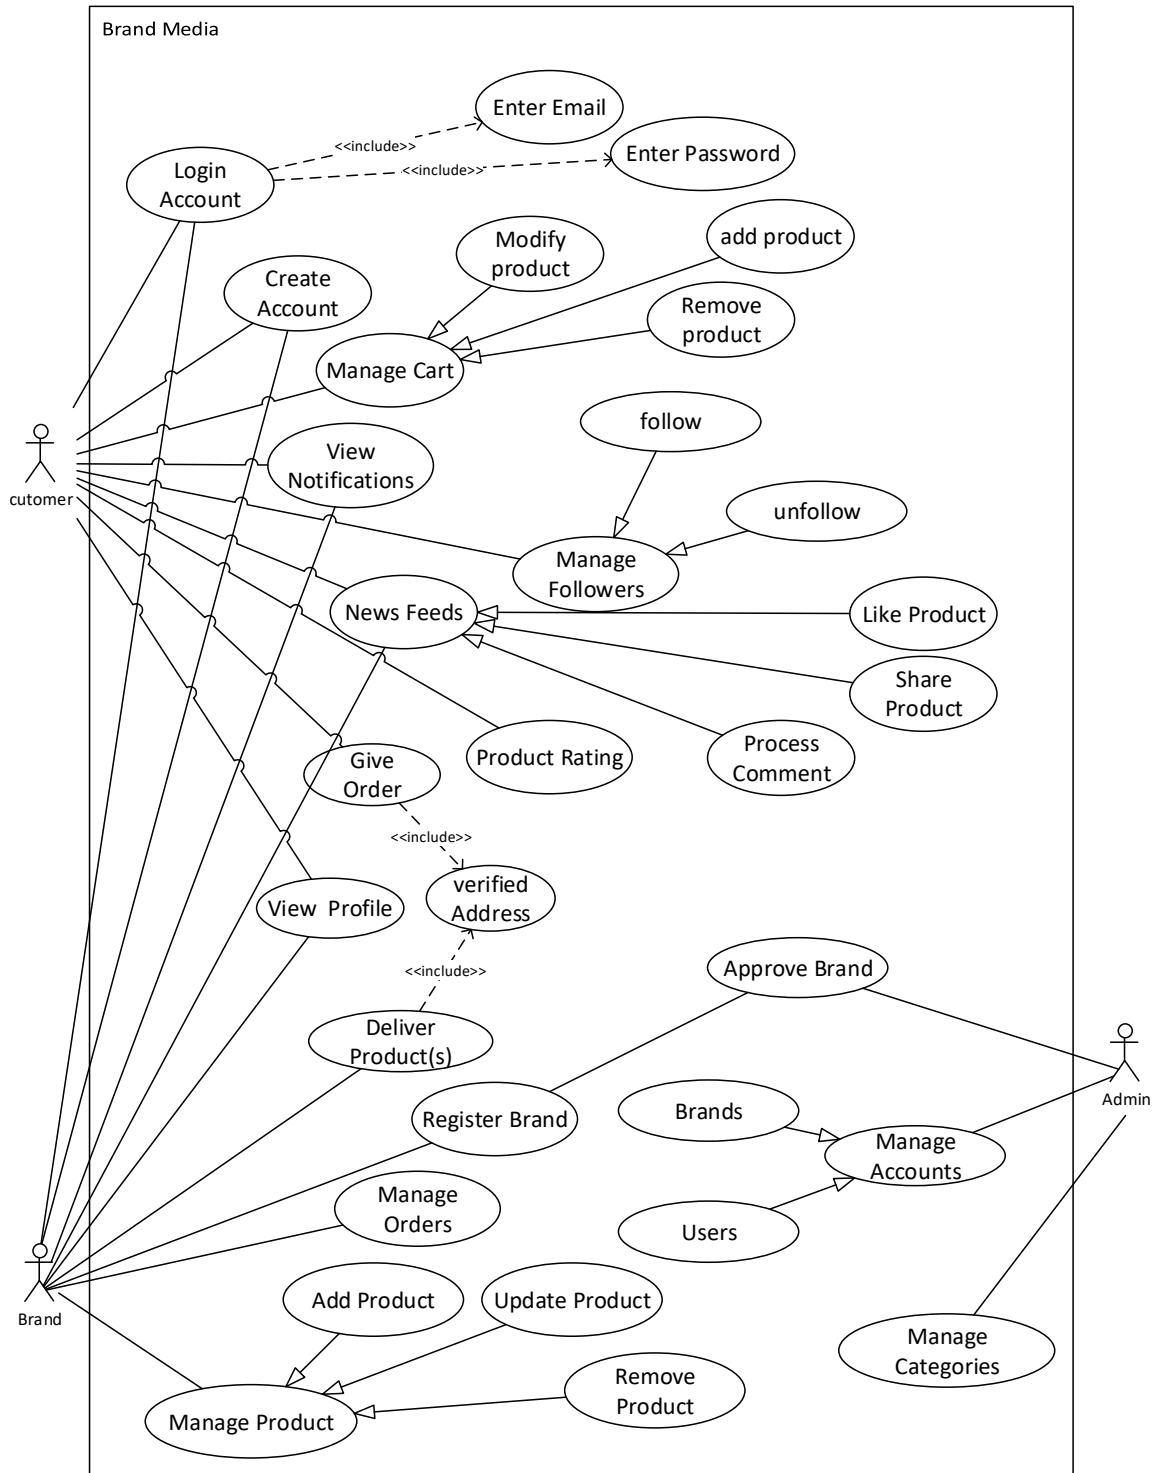 Brand Media
Enter Email
<<include>>
Enter Password
<<include>>
Login
Account
add product
Modify
product
Create
Account
Remove
product
Manage Cart
follow
View
Notifications
cutomer
unfollow
Manage
Followers
News Feeds
Like Product
Share
Product
Product Rating
Process
Comment
Give
Order
<<include>>
verified
Address
View  Profile
<<include>>
Approve Brand
Deliver
Product(s)
Register Brand
Brands
Admin
Manage
Accounts
Manage
Orders
Users
Add Product
Update Product
Brand
Manage
Categories
Remove
Product
Manage Product